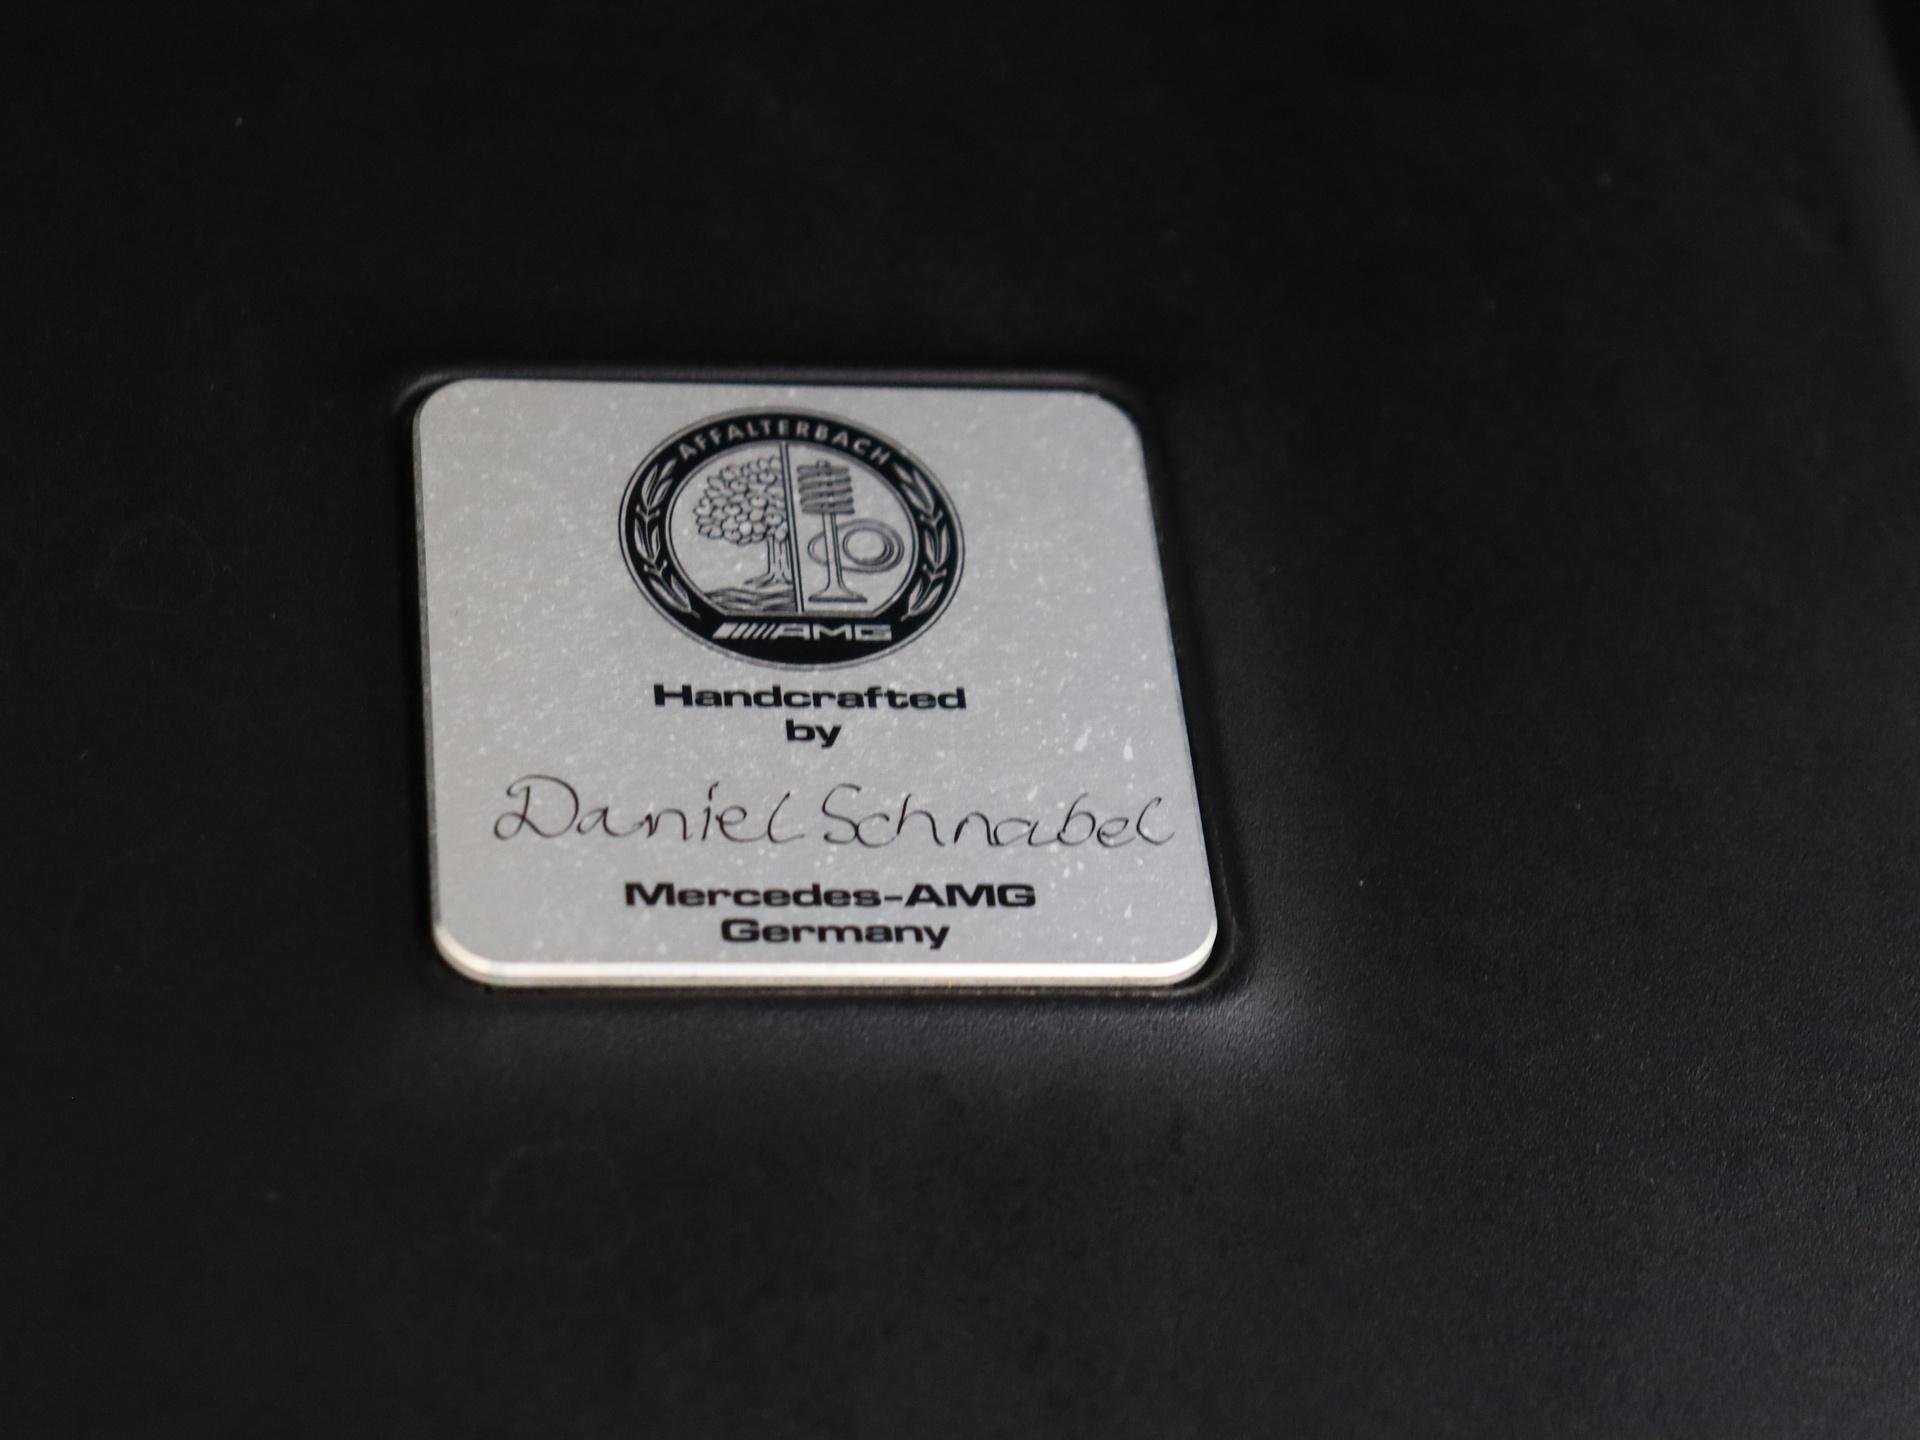 AFFALTERBACH
AMG
Handcrafted
by
Daniel Schnabel
Mercedes-AMG
Germany